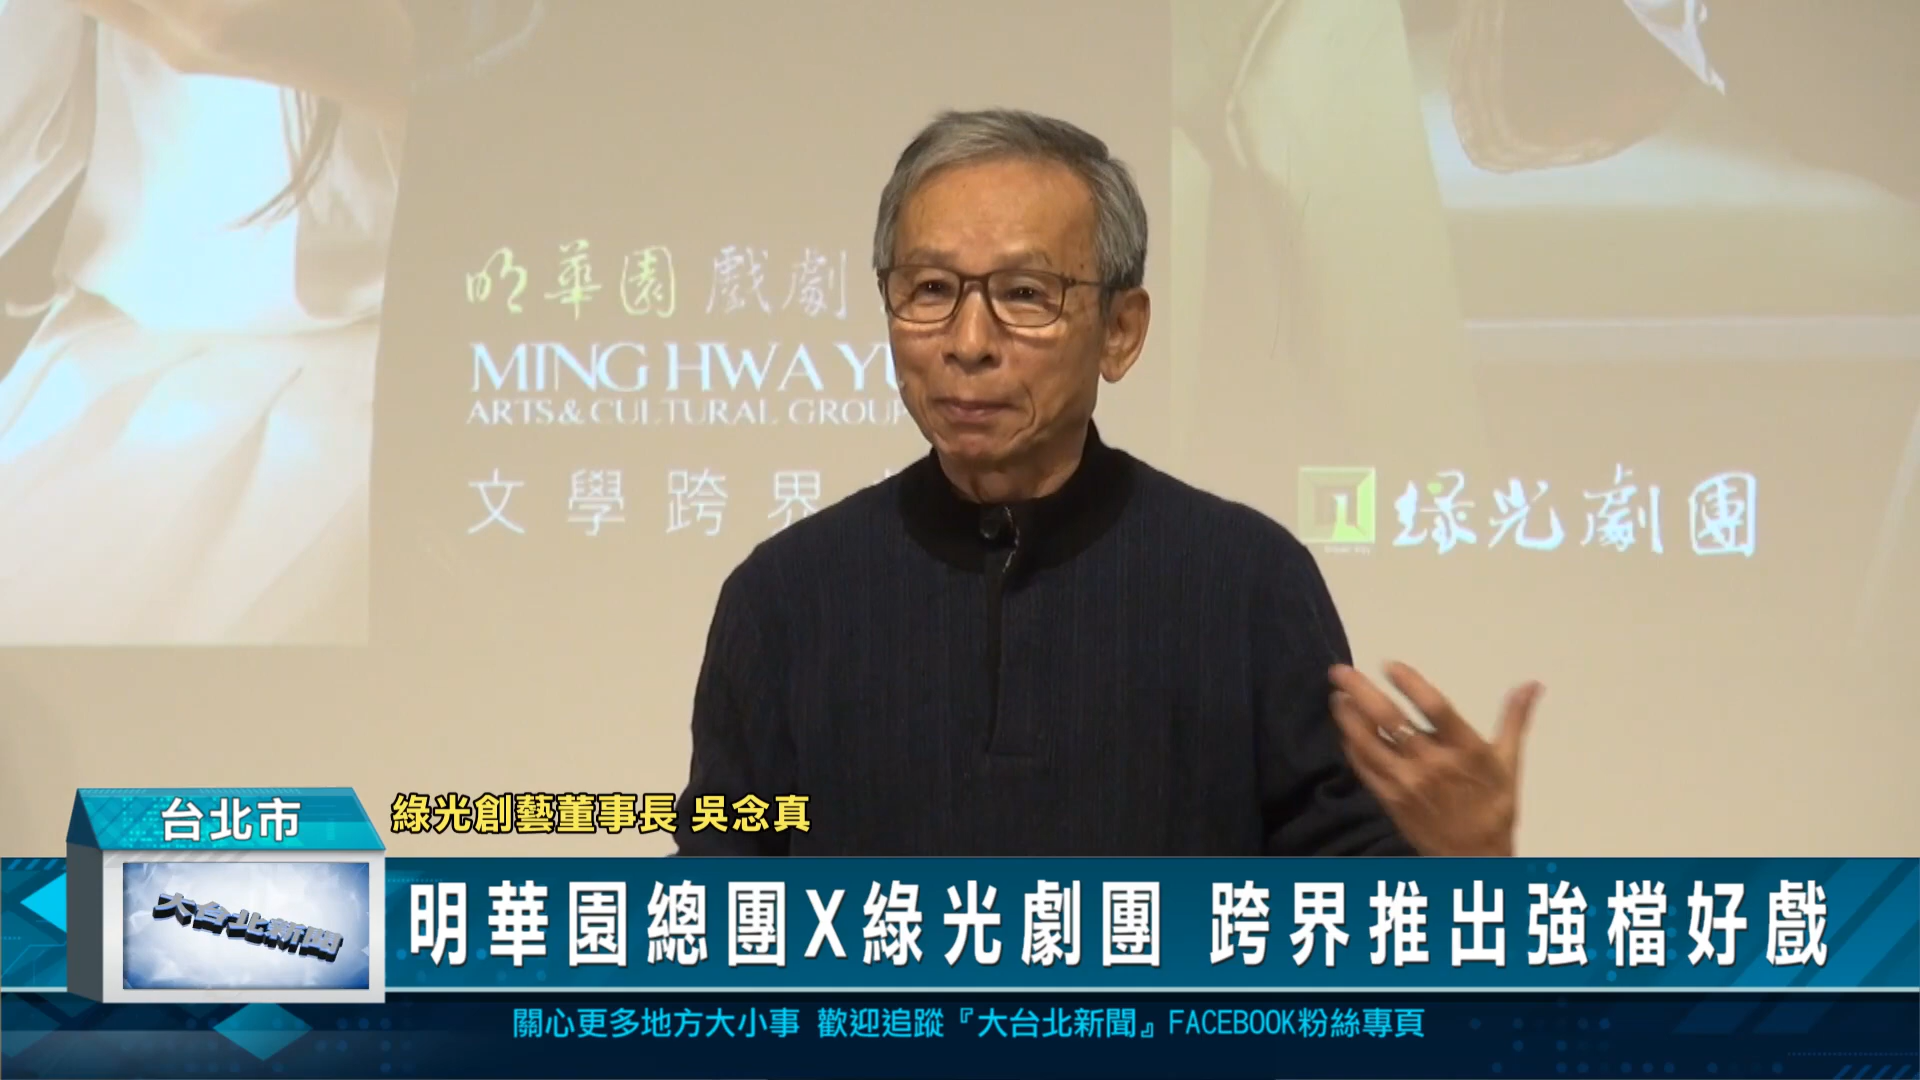 明華園 戲劇
MING HWA YU
ARTS & CULTURAL GROUP
文學跨界
綠光劇團
台北市
綠光創藝董事長 吳念真
大台北新聞
明華園總團X綠光劇團 跨界推出強檔好戲
關心更多地方大小事 歡迎追蹤『大台北新聞』FACEBOOK粉絲專頁